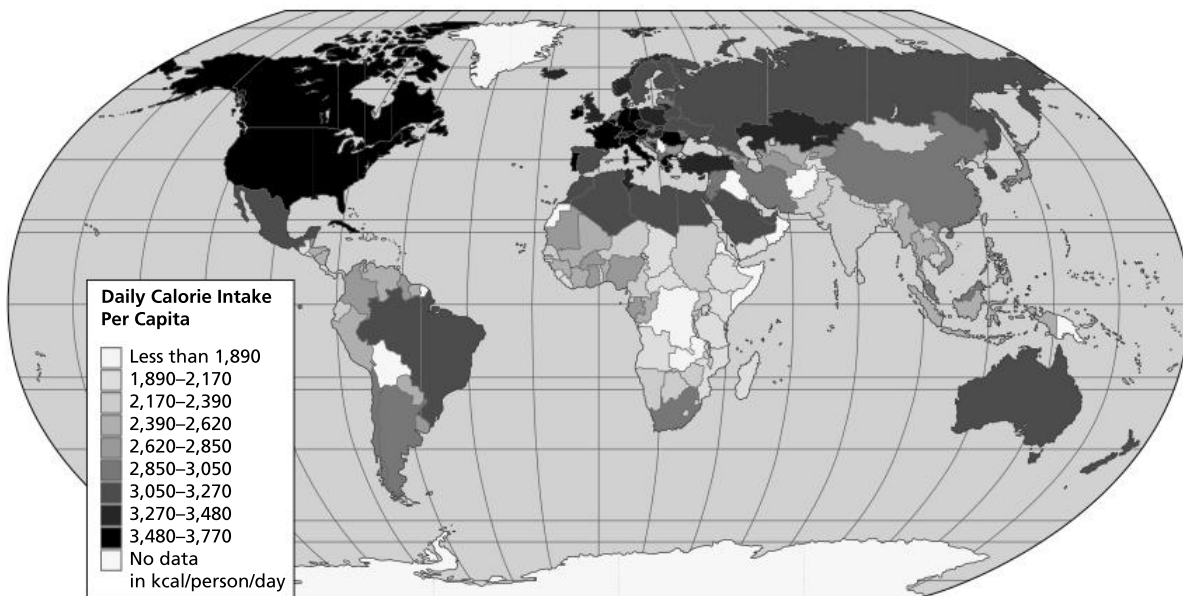 Daily Calorie Intake
Per Capita
Less than 1,890
1,890–2,170
2,170–2,390
2,390–2,620
2,620–2,850
2,850–3,050
3,050–3,270
3,270–3,480
3,480–3,770
No data
in kcal/person/day